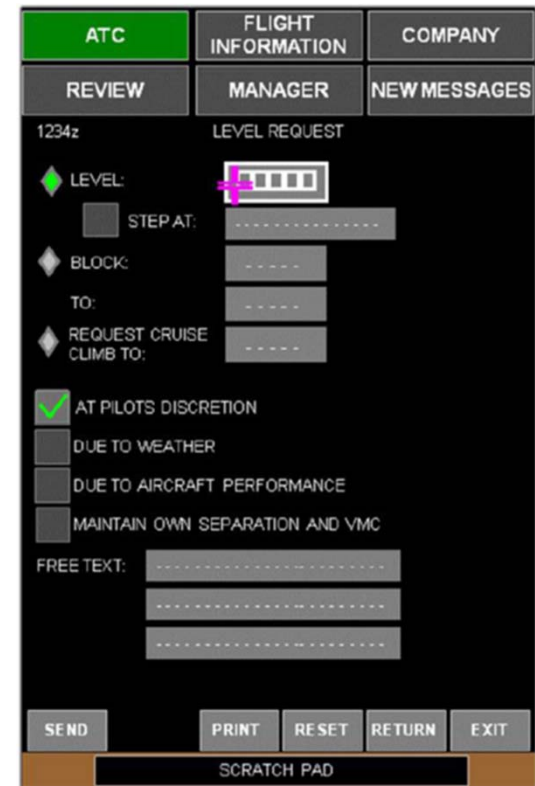 ATC FLIGHT INFORMATION COMPANY
REVIEW MANAGER NEW MESSAGES
1234z LEVEL REQUEST
LEVEL:
STEP AT: - - - - - - - - - - - - - - -
BLOCK: - - - - -
TO: - - - - -
REQUEST CRUISE
CLIMB TO: - - - - -
AT PILOTS DISCRETION
DUE TO WEATHER
DUE TO AIRCRAFT PERFORMANCE
MAINTAIN OWN SEPARATION AND VMC
FREE TEXT:
SEND PRINT RESET RETURN EXIT
SCRATCH PAD